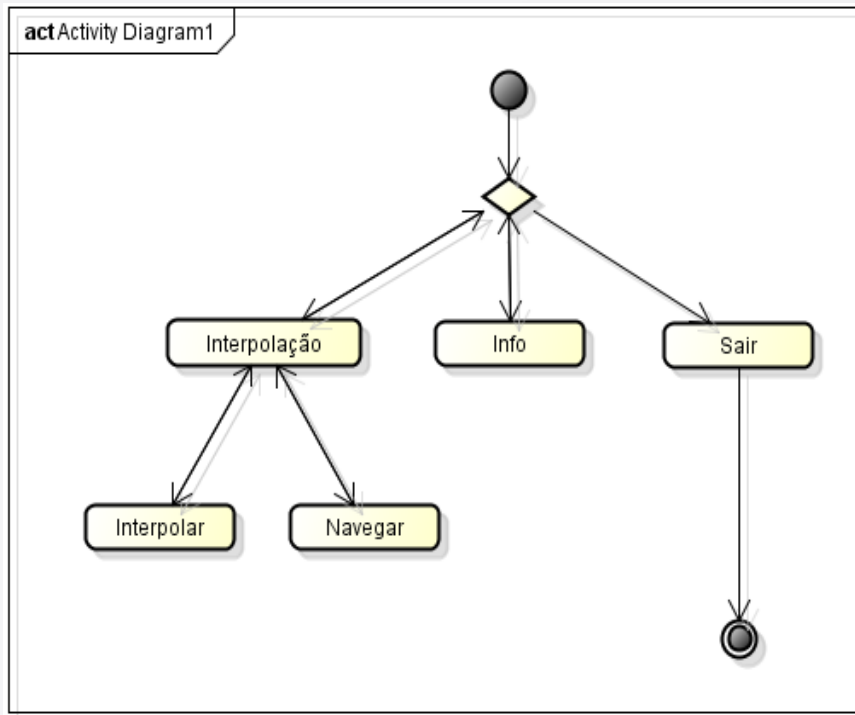 act Activity Diagram1
Interpolação
Info
Sair
Interpolar
Navegar